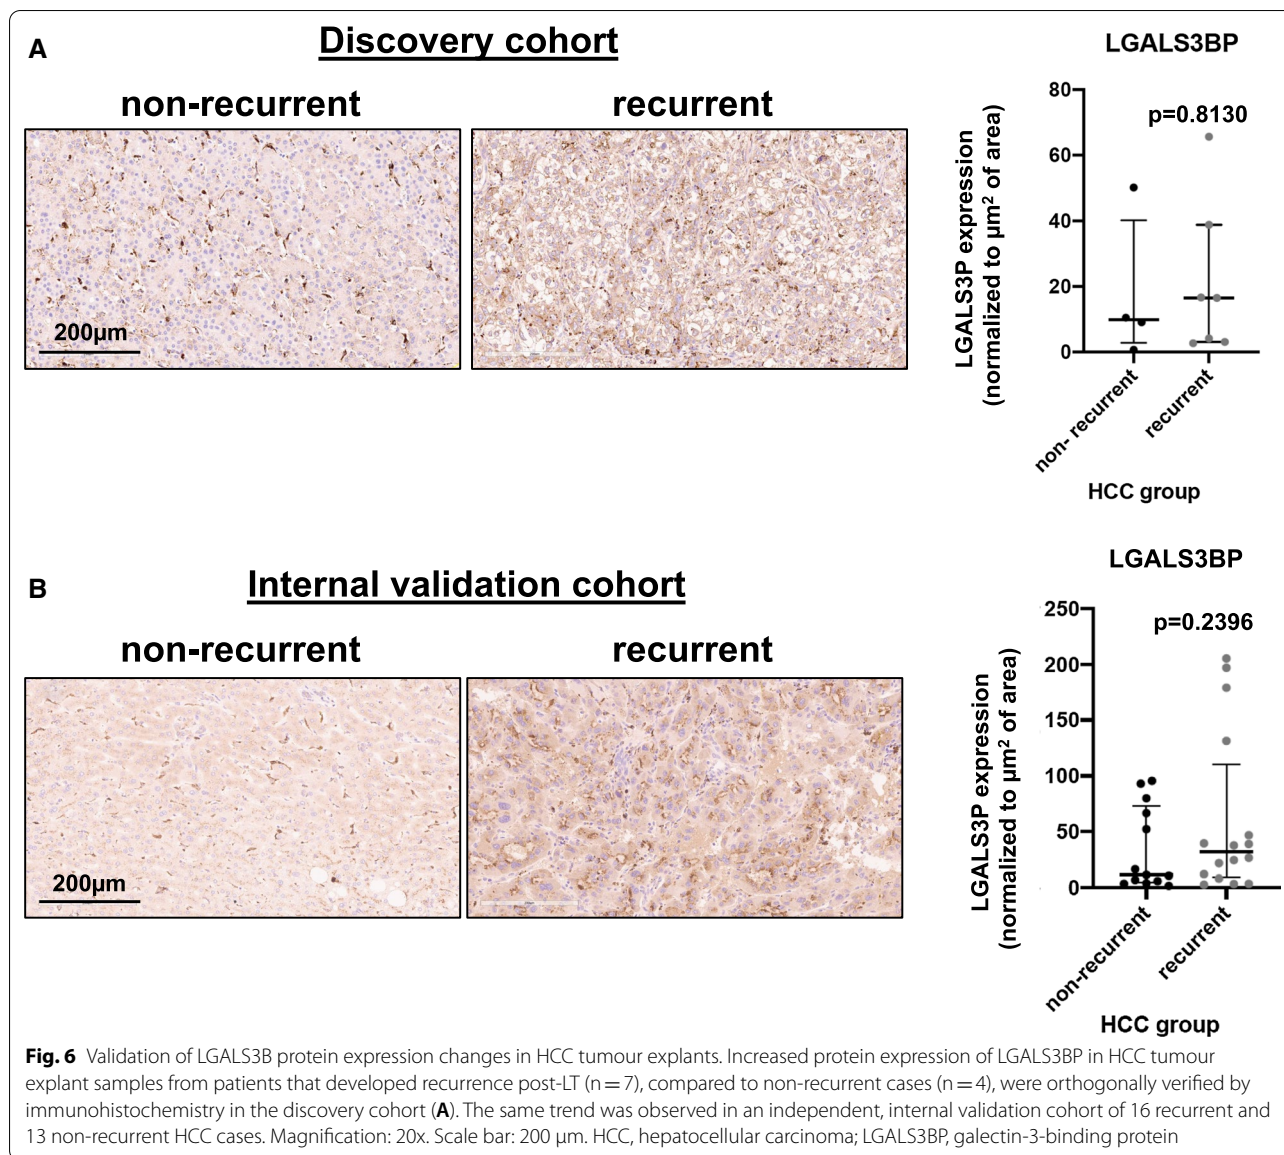 A
Discovery cohort
non-recurrent
recurrent
200µm
LGALS3BP
p=0.8130
80
60
40
20
0
LGALS3P expression
(normalized to µm² of area)
non- recurrent
recurrent
HCC group
B
Internal validation cohort
non-recurrent
recurrent
200µm
LGALS3BP
p=0.2396
250
200
150
100
50
0
LGALS3P expression
(normalized to µm² of area)
non-recurrent
recurrent
HCC group
Fig. 6 Validation of LGALS3B protein expression changes in HCC tumour explants. Increased protein expression of LGALS3BP in HCC tumour
explant samples from patients that developed recurrence post-LT (n = 7), compared to non-recurrent cases (n = 4), were orthogonally verified by
immunohistochemistry in the discovery cohort (A). The same trend was observed in an independent, internal validation cohort of 16 recurrent and
13 non-recurrent HCC cases. Magnification: 20x. Scale bar: 200 µm. HCC, hepatocellular carcinoma; LGALS3BP, galectin-3-binding protein